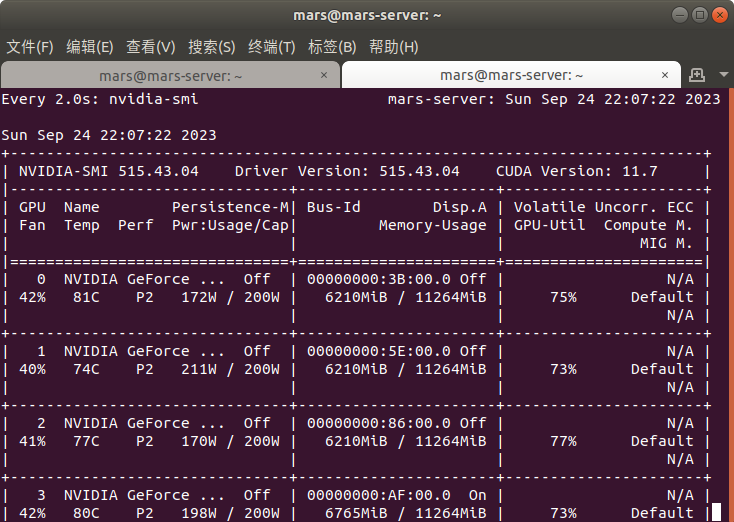 mars@mars-server: ~
文件(F) 编辑(E) 查看(V) 搜索(S) 终端(T) 标签(B) 帮助(H)
mars@mars-server: ~ × mars@mars-server: ~ ×
Every 2.0s: nvidia-smi                     mars-server: Sun Sep 24 22:07:22 2023
Sun Sep 24 22:07:22 2023
+-----------------------------------------------------------------------------+
| NVIDIA-SMI 515.43.04    Driver Version: 515.43.04    CUDA Version: 11.7     |
|-------------------------------+----------------------+----------------------+
| GPU  Name        Persistence-M| Bus-Id        Disp.A | Volatile Uncorr. ECC |
| Fan  Temp  Perf  Pwr:Usage/Cap|         Memory-Usage | GPU-Util  Compute M. |
|                               |                      |               MIG M. |
|===============================+======================+======================|
|   0  NVIDIA GeForce ...  Off  | 00000000:3B:00.0 Off |                  N/A |
| 42%   81C    P2   172W / 200W |   6210MiB / 11264MiB |     75%      Default |
|                               |                      |                  N/A |
+-------------------------------+----------------------+----------------------+
|   1  NVIDIA GeForce ...  Off  | 00000000:5E:00.0 Off |                  N/A |
| 40%   74C    P2   211W / 200W |   6210MiB / 11264MiB |     73%      Default |
|                               |                      |                  N/A |
+-------------------------------+----------------------+----------------------+
|   2  NVIDIA GeForce ...  Off  | 00000000:86:00.0 Off |                  N/A |
| 41%   77C    P2   170W / 200W |   6210MiB / 11264MiB |     77%      Default |
|                               |                      |                  N/A |
+-------------------------------+----------------------+----------------------+
|   3  NVIDIA GeForce ...  Off  | 00000000:AF:00.0  On |                  N/A |
| 42%   80C    P2   198W / 200W |   6765MiB / 11264MiB |     73%      Default |